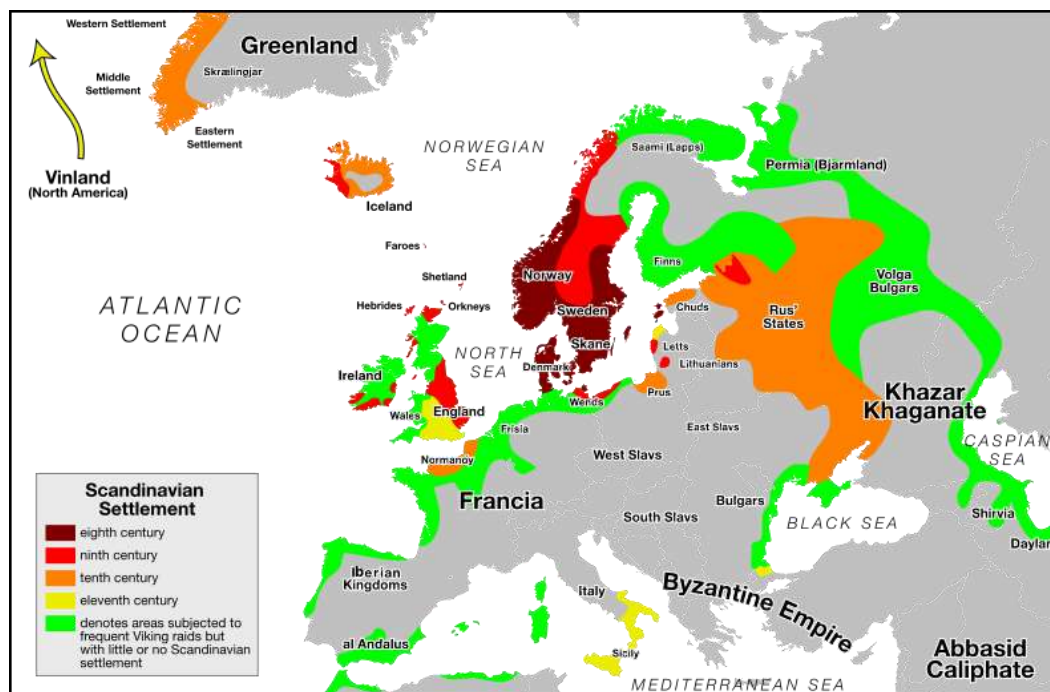 Western Settlement
Greenland
Skrælingjar
Middle
Settlement
Eastern
Settlement
Vinland
(North America)
NORWEGIAN
SEA
Saami (Lapps)
Permia (Bjarmland)
Iceland
Faroes
Shetland
Hebrides
Orkneys
ATLANTIC
OCEAN
Norway
Sweden
Skane
Denmark
Finns
Chuds
Letts
Lithuanians
Prus
Wends
Volga
Bulgars
Rus'
States
NORTH
SEA
Ireland
Wales
England
Frisia
East Slavs
Khazar
Khaganate
CASPIAN
SEA
Normanoy
West Slavs
Francia
Bulgars
South Slavs
BLACK SEA
Shirvia
Daylam
Iberian
Kingdoms
al Andalus
Italy
Sicily
Byzantine Empire
Abbasid
Caliphate
MEDITERRANEAN SEA
Scandinavian
Settlement
eighth century
ninth century
tenth century
eleventh century
denotes areas subjected to
frequent Viking raids but
with little or no Scandinavian
settlement